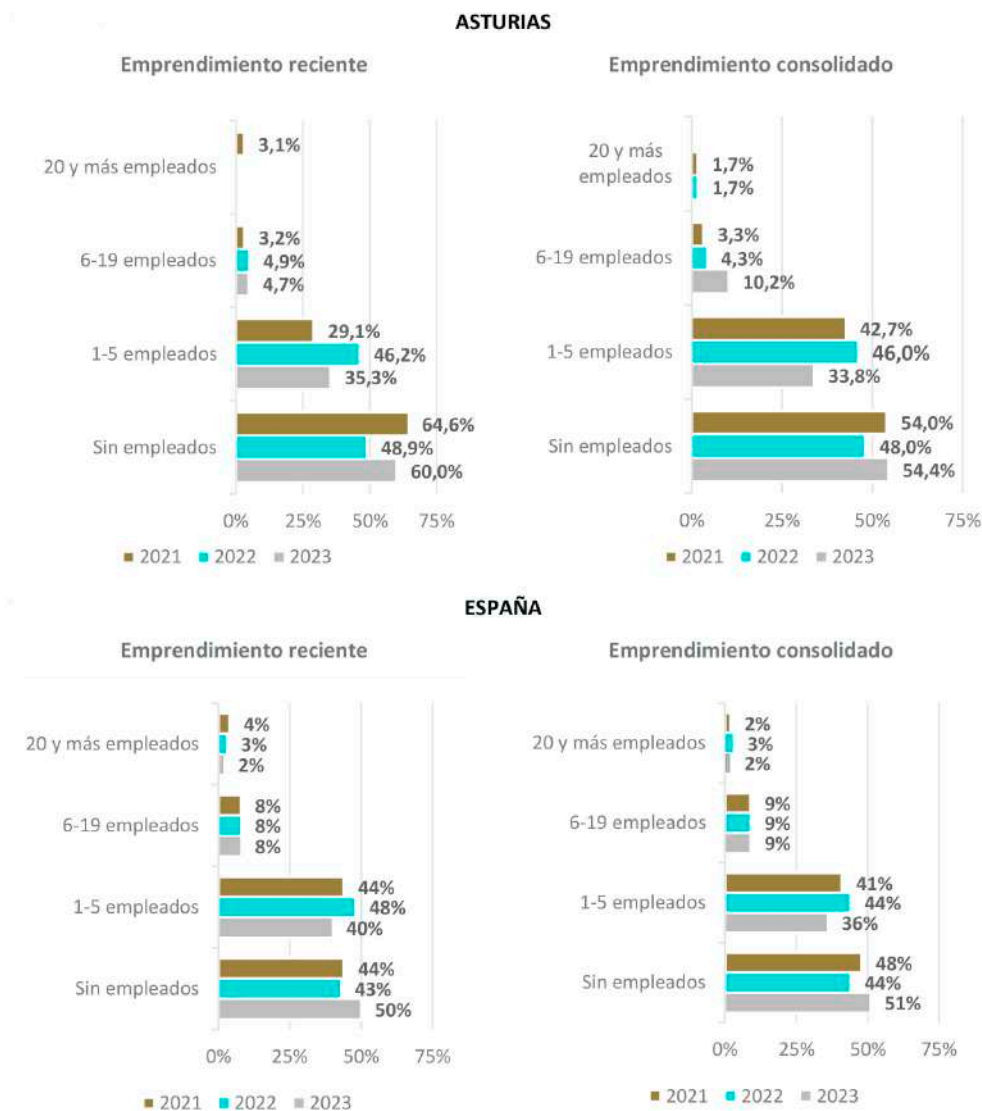 ASTURIAS
Emprendimiento reciente
20 y más empleados
3,1%
6-19 empleados
3,2%
4,9%
4,7%
1-5 empleados
29,1%
46,2%
35,3%
Sin empleados
64,6%
48,9%
60,0%
0% 25% 50% 75%
2021 2022 2023
Emprendimiento consolidado
20 y más
empleados
1,7%
1,7%
6-19 empleados
3,3%
4,3%
10,2%
1-5 empleados
42,7%
46,0%
33,8%
Sin empleados
54,0%
48,0%
54,4%
0% 25% 50% 75%
2021 2022 2023
ESPAÑA
Emprendimiento reciente
20 y más empleados
4%
3%
2%
6-19 empleados
8%
8%
8%
1-5 empleados
44%
48%
40%
Sin empleados
44%
43%
50%
0% 25% 50% 75%
2021 2022 2023
Emprendimiento consolidado
20 y más empleados
2%
3%
2%
6-19 empleados
9%
9%
9%
1-5 empleados
41%
44%
36%
Sin empleados
48%
44%
51%
0% 25% 50% 75%
2021 2022 2023